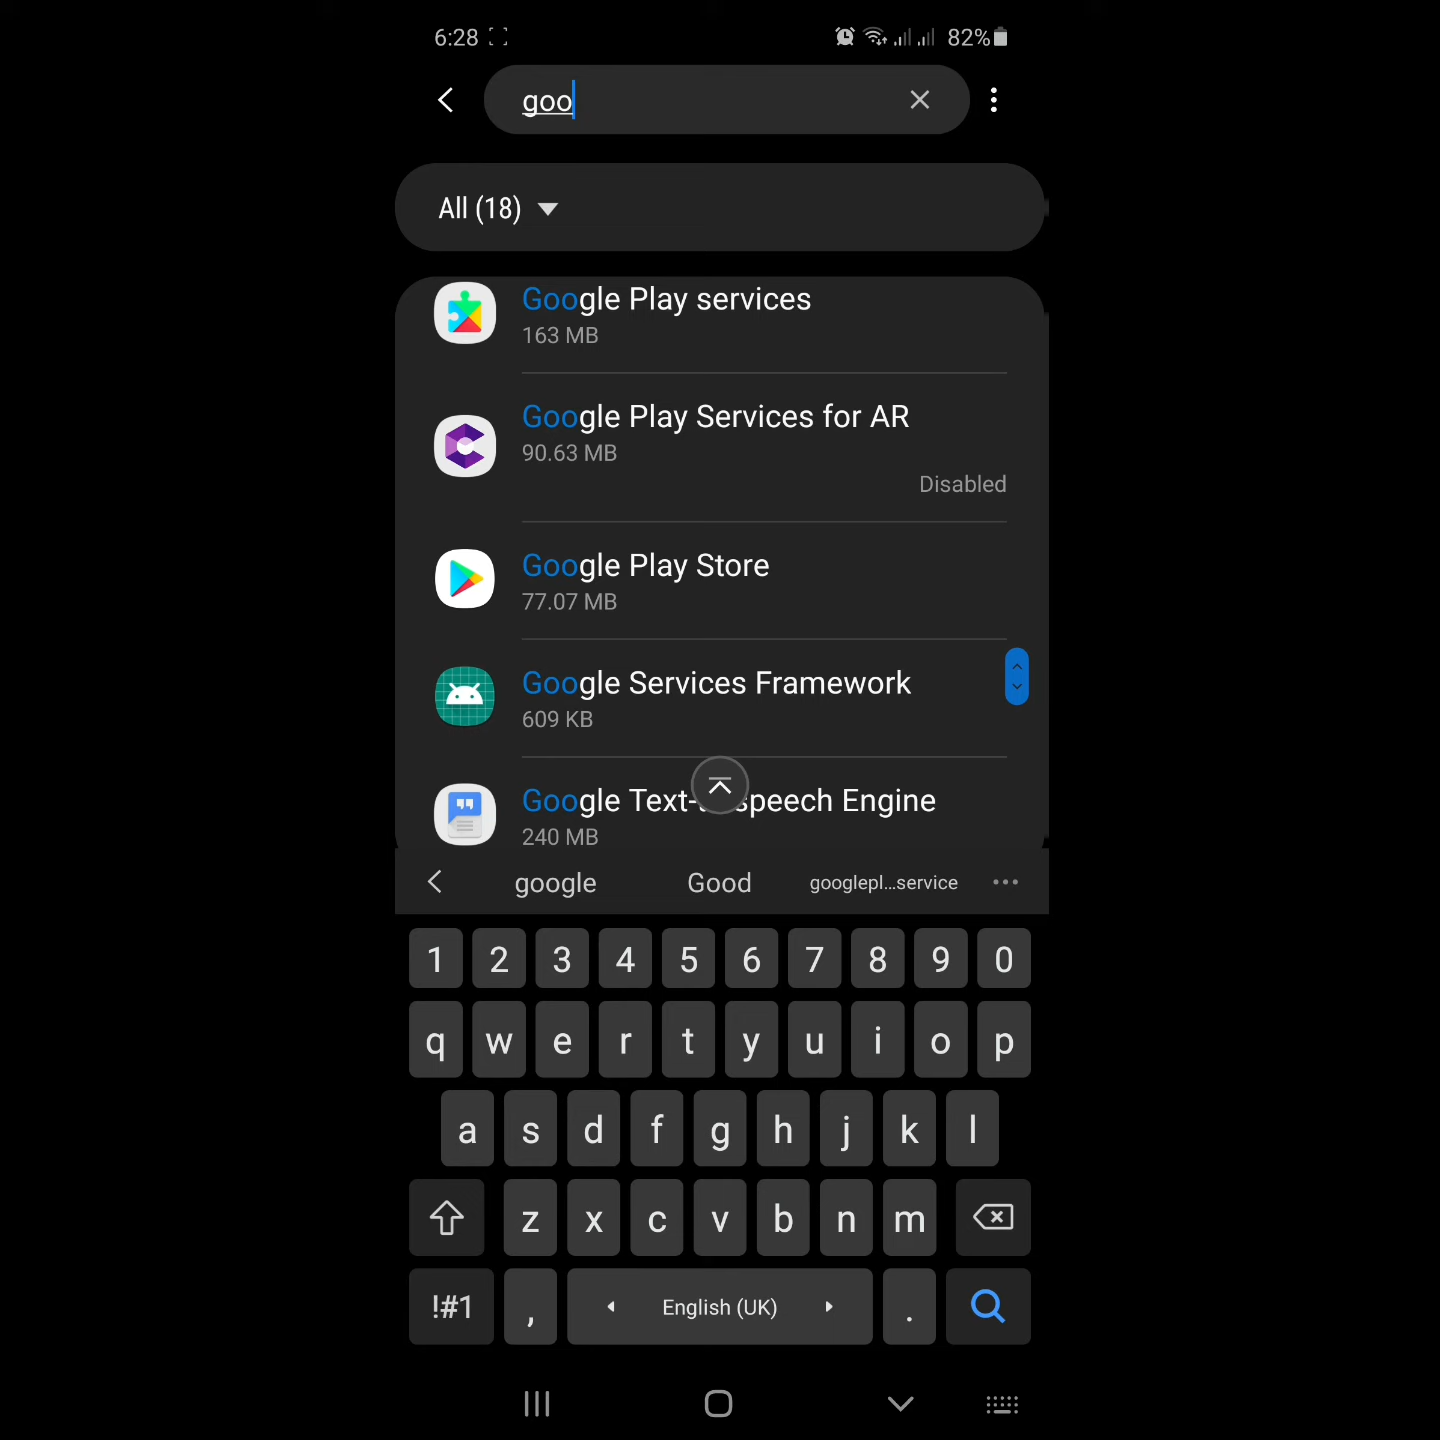 6:28 82%
goo
All (18)
Google Play services
163 MB
Google Play Services for AR
90.63 MB
Disabled
Google Play Store
77.07 MB
Google Services Framework
609 KB
Google Text- speech Engine
240 MB
google Good googlepl...service
1 2 3 4 5 6 7 8 9 0
q w e r t y u i o p
a s d f g h j k l
z x c v b n m
!#1 , English (UK) .